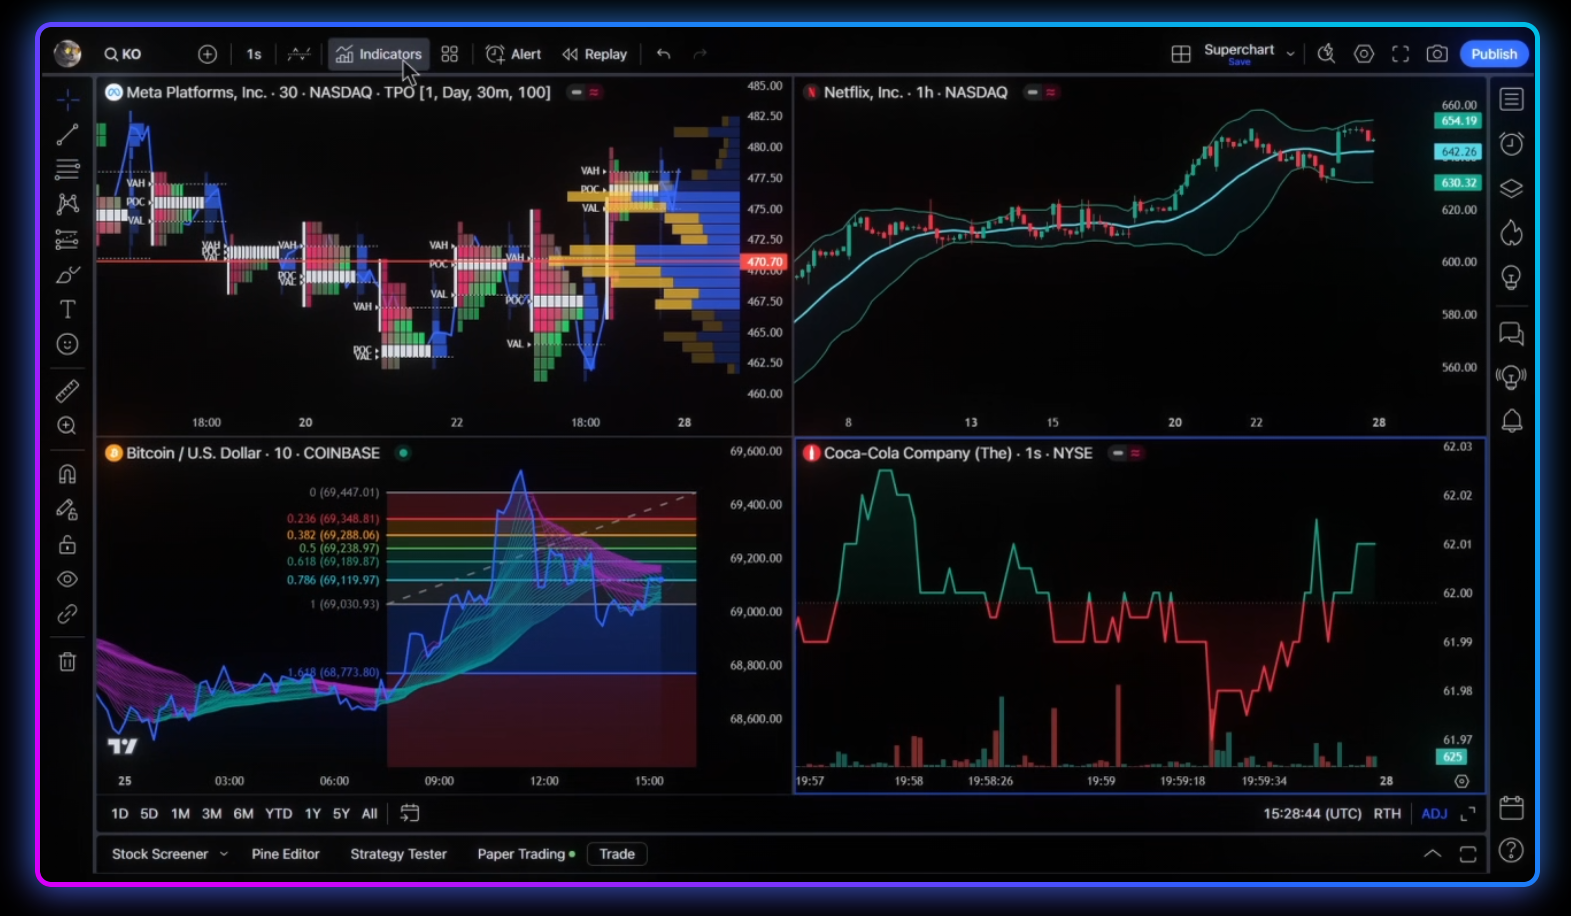 KO
1s
Indicators
Alert
Replay
Superchart
Save
Publish
Meta Platforms, Inc. · 30 · NASDAQ · TPO [1, Day, 30m, 100]
485.00
482.50
480.00
477.50
475.00
472.50
470.70
470.00
467.50
465.00
462.50
460.00
VAH
POC
VAL
VAH
POC
VAL
VAH
POC
VAL
VAH
POC
VAL
VAH
POC
VAL
VAH
POC
VAL
VAH
POC
VAL
18:00
20
22
18:00
28
Netflix, Inc. · 1h · NASDAQ
660.00
654.19
642.26
630.32
620.00
600.00
580.00
560.00
8
13
15
20
22
28
Bitcoin / U.S. Dollar · 10 · COINBASE
69,600.00
69,400.00
69,200.00
69,000.00
68,800.00
68,600.00
0 (69,447.01)
0.236 (69,348.81)
0.382 (69,288.06)
0.5 (69,238.97)
0.618 (69,189.87)
0.786 (69,119.97)
1 (69,030.93)
1.618 (68,773.80)
25
03:00
06:00
09:00
12:00
15:00
Coca-Cola Company (The) · 1s · NYSE
62.03
62.02
62.01
62.00
61.99
61.98
61.97
625
19:57
19:58
19:58:26
19:59
19:59:18
19:59:34
28
1D 5D 1M 3M 6M YTD 1Y 5Y All
15:28:44 (UTC) RTH ADJ
Stock Screener
Pine Editor
Strategy Tester
Paper Trading
Trade